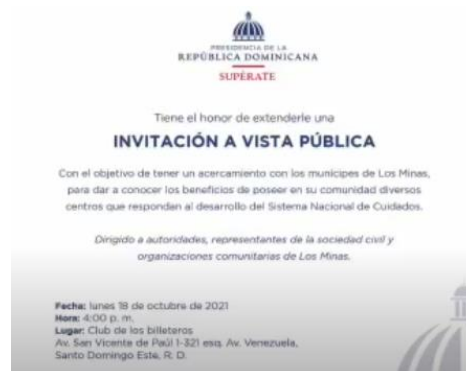 PRESIDENCIA DE LA
REPÚBLICA DOMINICANA
SUPÉRATE
Tiene el honor de extenderle una
INVITACIÓN A VISTA PÚBLICA
Con el objetivo de tener un acercamiento con los munícipes de Los Minas,
para dar a conocer los beneficios de poseer en su comunidad diversos
centros que respondan al desarrollo del Sistema Nacional de Cuidados.
Dirigido a autoridades, representantes de la sociedad civil y
organizaciones comunitarias de Los Minas.
Fecha: lunes 18 de octubre de 2021
Hora: 4:00 p. m.
Lugar: Club de los billeteros
Av. San Vicente de Paúl 1-321 esq. Av. Venezuela,
Santo Domingo Este, R. D.